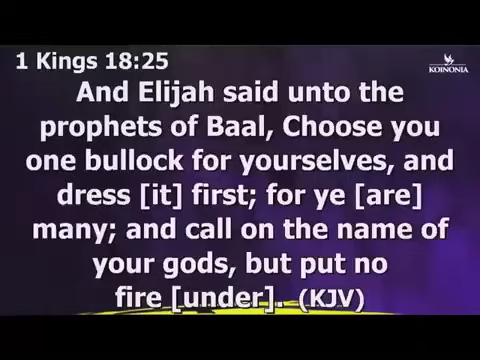 1 Kings 18:25
KOINONIA
And Elijah said unto the
prophets of Baal, Choose you
one bullock for yourselves, and
dress [it] first; for ye [are]
many; and call on the name of
your gods, but put no
fire [under]. (KJV)